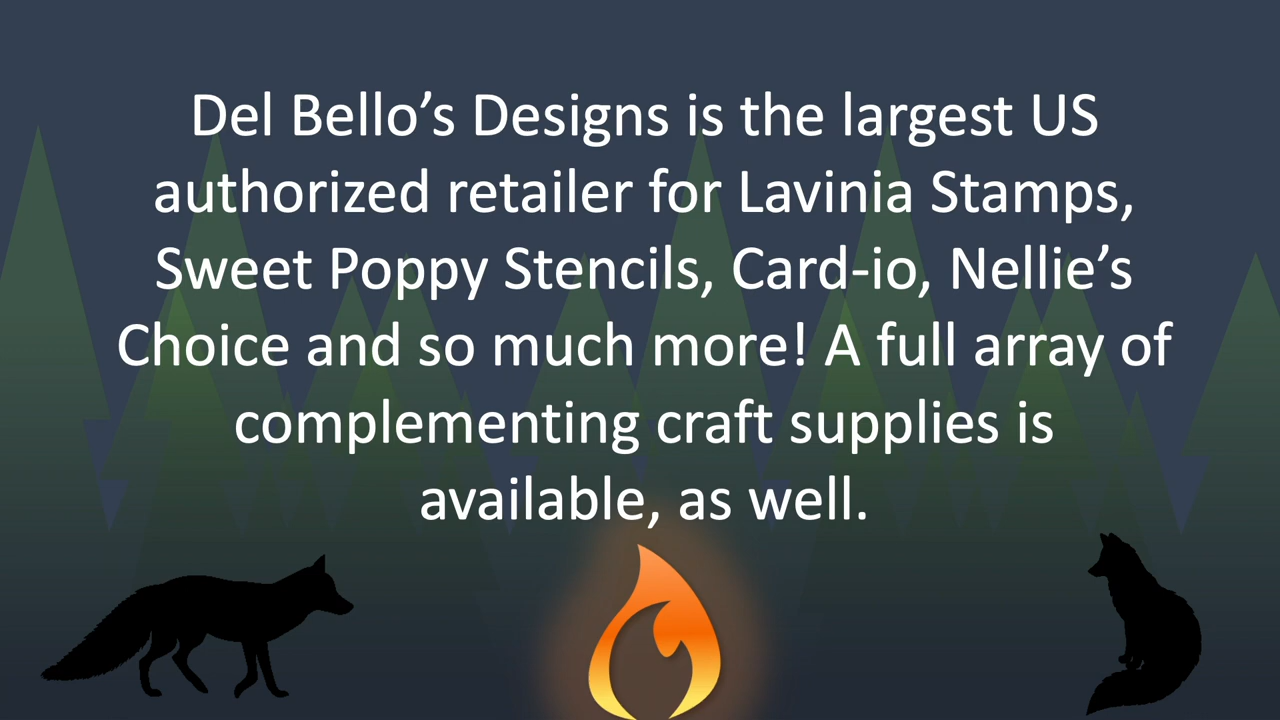 Del Bello’s Designs is the largest US
authorized retailer for Lavinia Stamps,
Sweet Poppy Stencils, Card-io, Nellie’s
Choice and so much more! A full array of
complementing craft supplies is
available, as well.